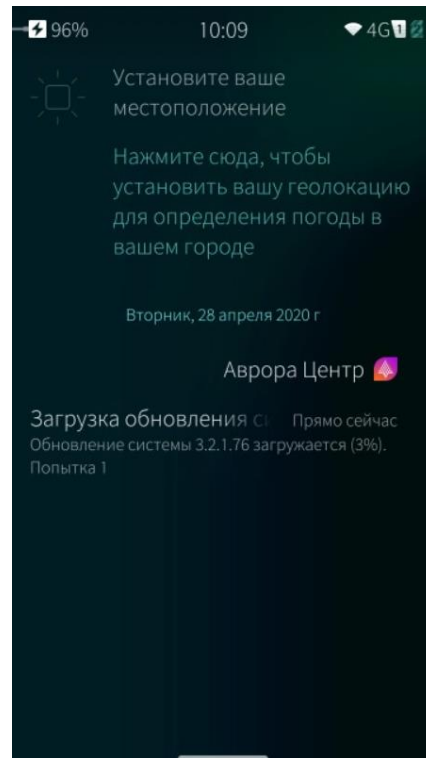 96% 10:09 4G 1
Установите ваше
местоположение
Нажмите сюда, чтобы
установить вашу геолокацию
для определения погоды в
вашем городе
Вторник, 28 апреля 2020 г
Аврора Центр
Загрузка обновления Прямо сейчас
Обновление системы 3.2.1.76 загружается (3%).
Попытка 1